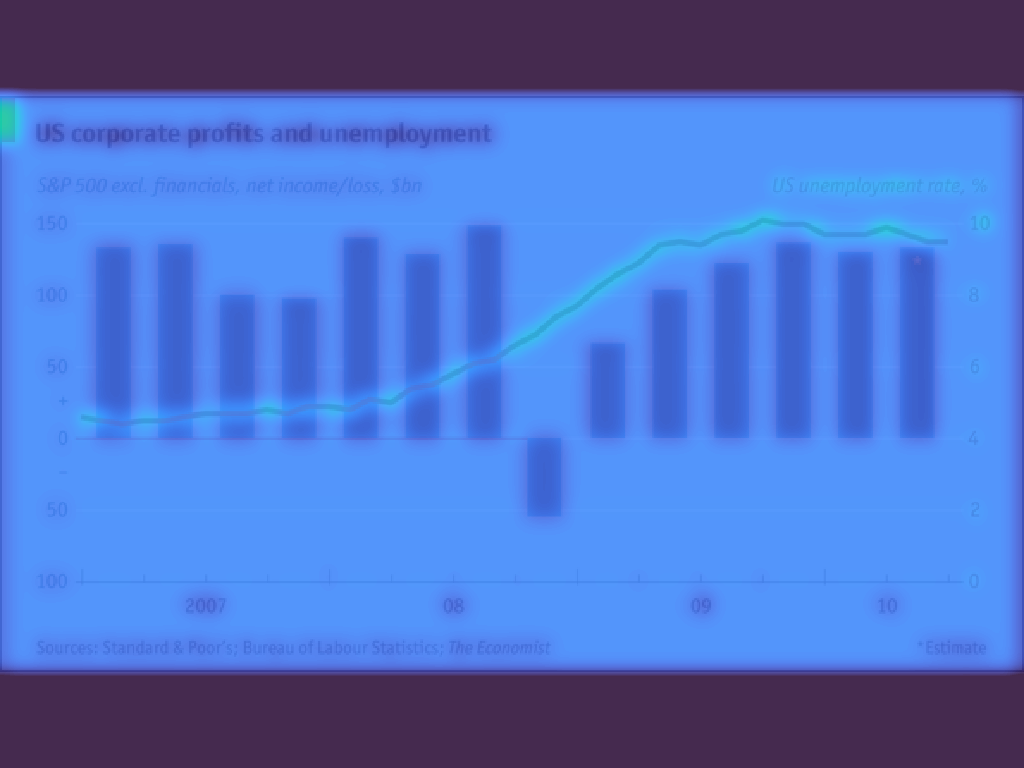 US corporate profits and unemployment
S&P 500 excl. financials, net income/loss, $bn
US unemployment rate, %
150 10
100 8
50 6
+
0 4
–
50 2
100 0
2007 08 09 10
*
Sources: Standard & Poor's; Bureau of Labour Statistics; The Economist
*Estimate